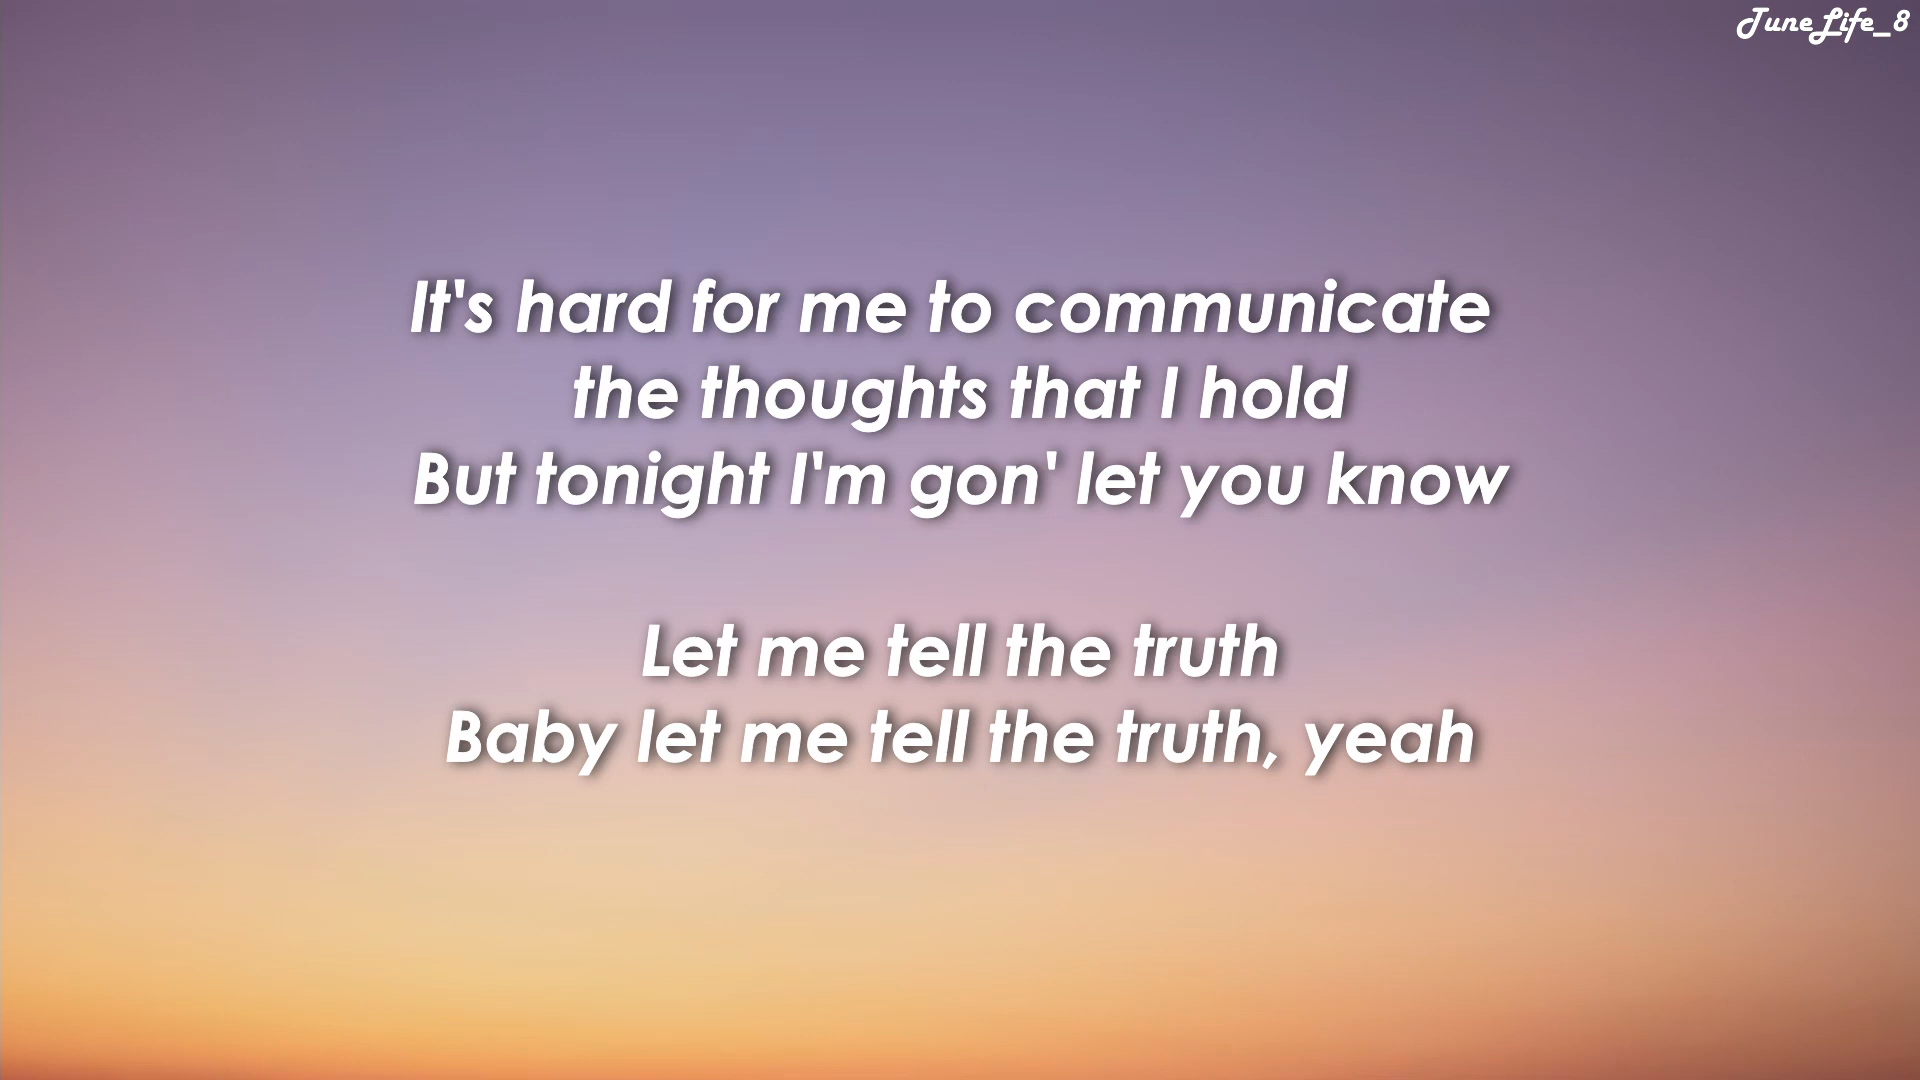 TuneLife_8
It's hard for me to communicate
the thoughts that I hold
But tonight I'm gon' let you know
Let me tell the truth
Baby let me tell the truth, yeah